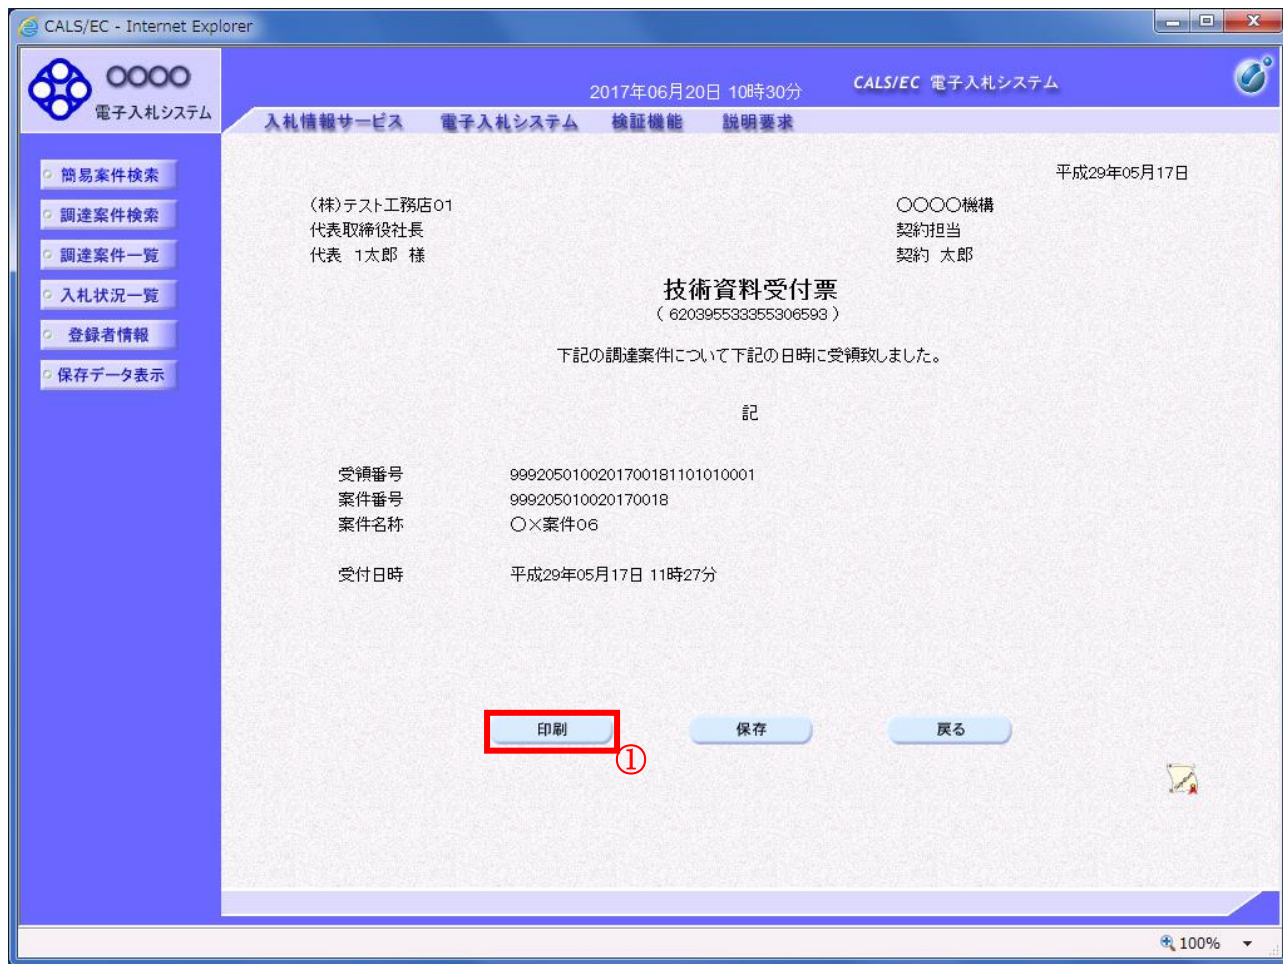 CALS/EC - Internet Explorer
〇〇〇〇
電子入札システム
2017年06月20日 10時30分
CALS/EC 電子入札システム
入札情報サービス 電子入札システム 検証機能 説明要求
簡易案件検索
調達案件検索
調達案件一覧
入札状況一覧
登録者情報
保存データ表示
平成29年05月17日
(株)テスト工務店01
代表取締役社長
代表 1太郎 様
〇〇〇〇機構
契約担当
契約 太郎
技術資料受付票
( 620395533355306593 )
下記の調達案件について下記の日時に受領致しました。
記
受領番号 99920501002017001811010​10001
案件番号 999205010020170018
案件名称 〇×案件06
受付日時 平成29年05月17日 11時27分
印刷 保存 戻る
①
100%